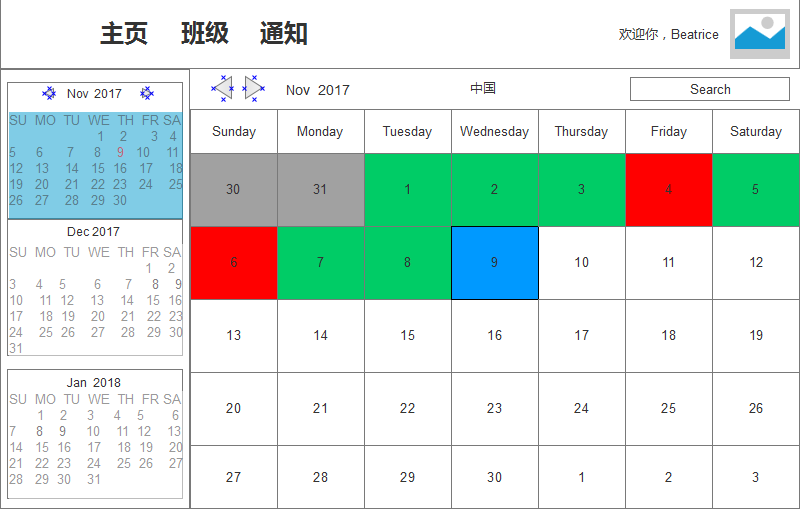 主页 班级 通知
欢迎你，Beatrice
Nov 2017
SU MO TU WE TH FR SA
1 2 3 4
5 6 7 8 9 10 11
12 13 14 15 16 17 18
19 20 21 22 23 24 25
26 27 28 29 30
Dec 2017
SU MO TU WE TH FR SA
1 2
3 4 5 6 7 8 9
10 11 12 13 14 15 16
17 18 19 20 21 22 23
24 25 26 27 28 29 30
31
Jan 2018
SU MO TU WE TH FR SA
1 2 3 4 5 6
7 8 9 10 11 12 13
14 15 16 17 18 19 20
21 22 23 24 25 26 27
28 29 30 31
Nov 2017 中国 Search
Sunday Monday Tuesday Wednesday Thursday Friday Saturday
30 31 1 2 3 4 5
6 7 8 9 10 11 12
13 14 15 16 17 18 19
20 21 22 23 24 25 26
27 28 29 30 1 2 3